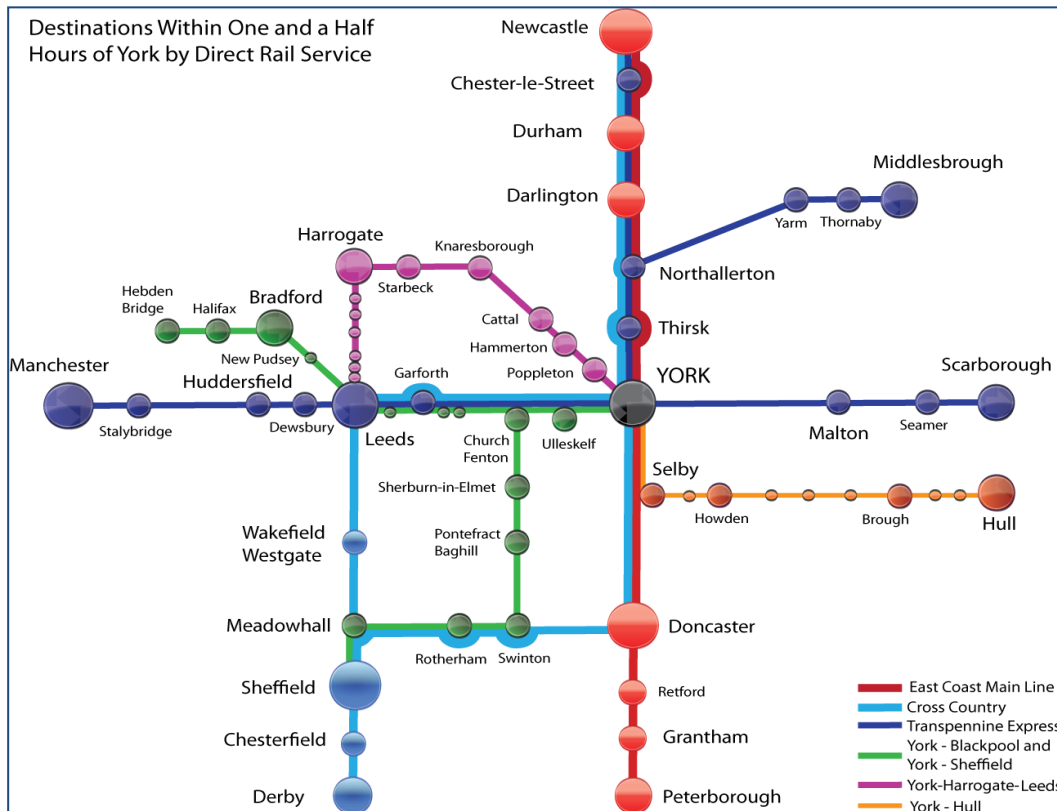 Destinations Within One and a Half
Hours of York by Direct Rail Service
Newcastle
Chester-le-Street
Durham
Middlesbrough
Darlington
Yarm
Thornaby
Harrogate
Knaresborough
Starbeck
Northallerton
Hebden
Bridge
Halifax
Bradford
Cattal
Thirsk
New Pudsey
Hammerton
Manchester
Huddersfield
Garforth
Poppleton
YORK
Scarborough
Stalybridge
Dewsbury
Leeds
Church
Fenton
Ulleskelf
Malton
Seamer
Selby
Sherburn-in-Elmet
Howden
Brough
Hull
Wakefield
Westgate
Pontefract
Baghill
Meadowhall
Doncaster
Rotherham
Swinton
Sheffield
Retford
Chesterfield
Grantham
Derby
Peterborough
East Coast Main Line
Cross Country
Transpennine Express
York - Blackpool and
York - Sheffield
York-Harrogate-Leeds
York - Hull